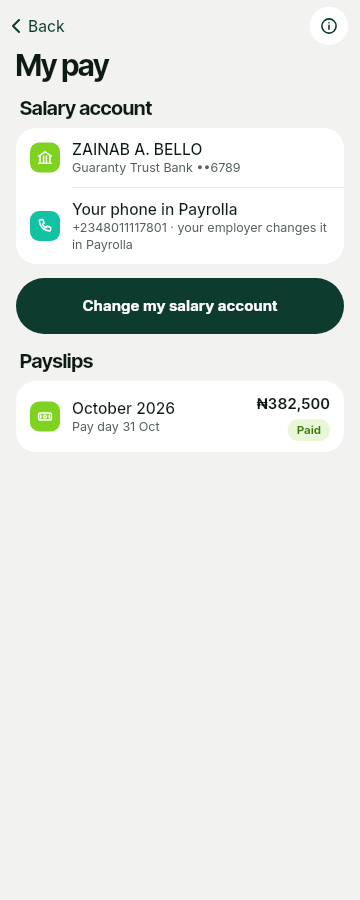 Back
My pay
Salary account
ZAINAB A. BELLO
Guaranty Trust Bank ••6789
Your phone in Payrolla
+2348011117801 · your employer changes it
in Payrolla
Change my salary account
Payslips
October 2026
Pay day 31 Oct
₦382,500
Paid